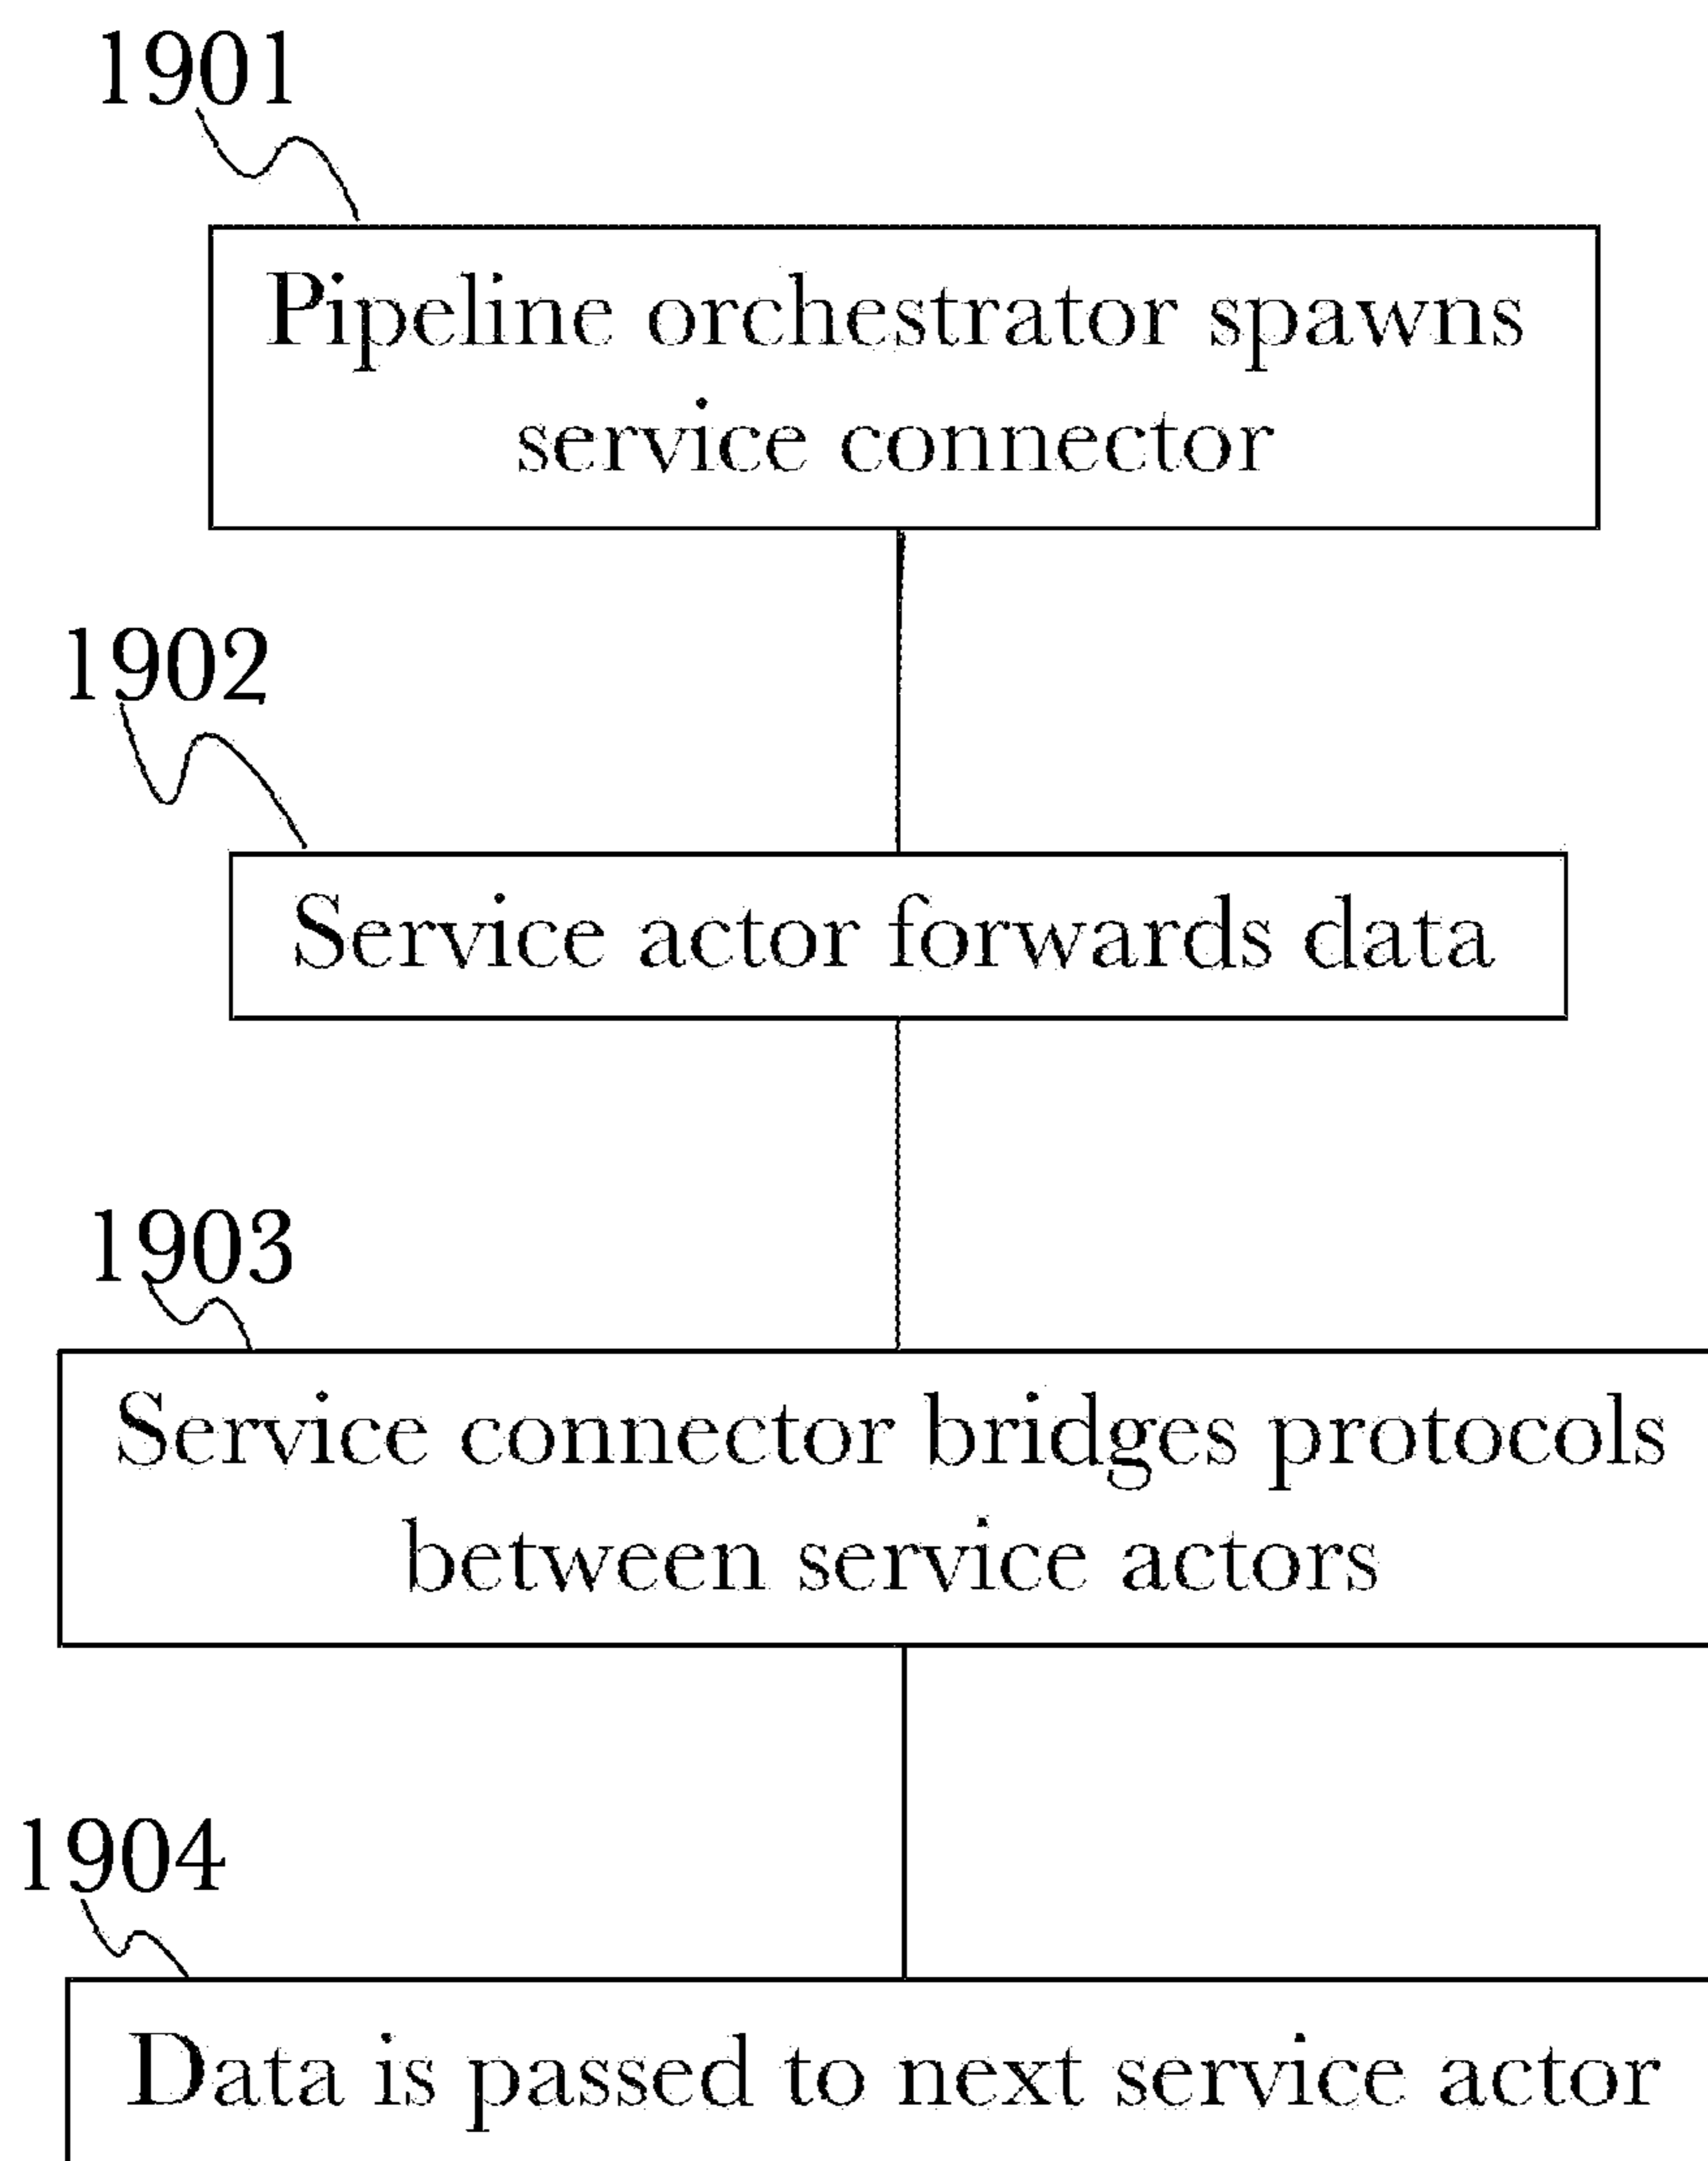 1901
Pipeline orchestrator spawns
service connector
1902
Service actor forwards data
1903
Service connector bridges protocols
between service actors
1904
Data is passed to next service actor